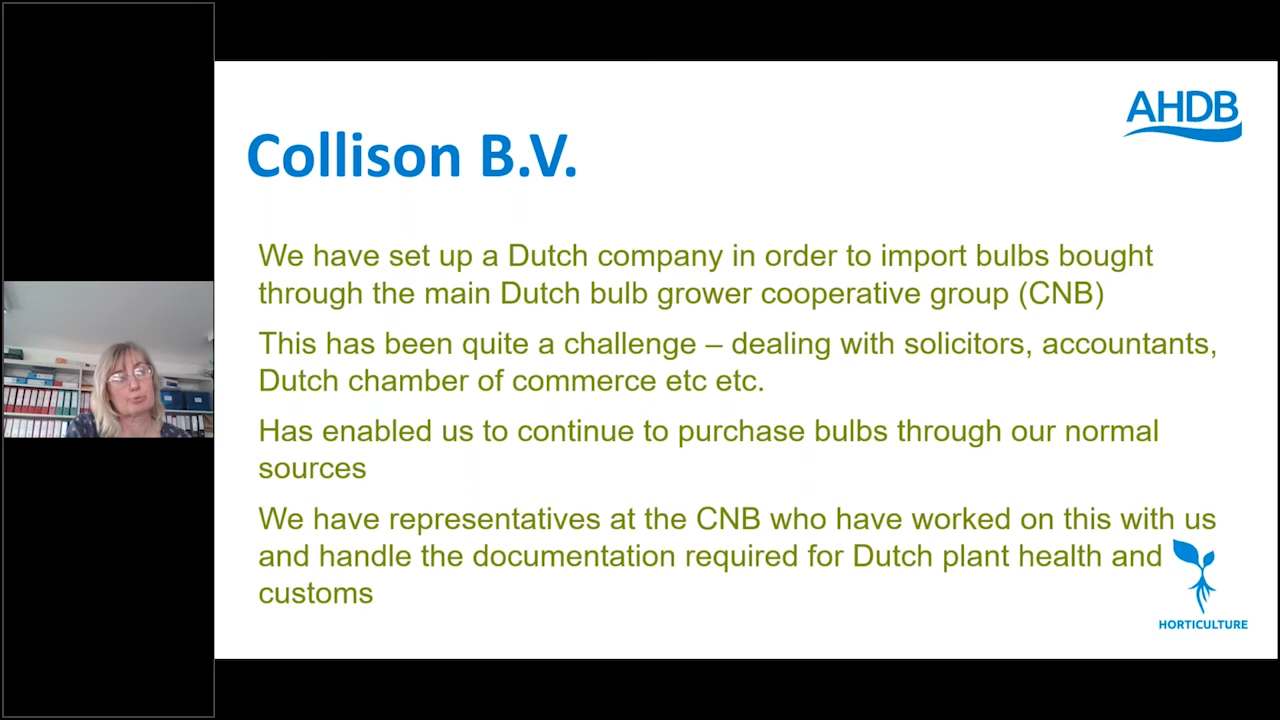 AHDB
Collison B.V.
We have set up a Dutch company in order to import bulbs bought
through the main Dutch bulb grower cooperative group (CNB)
This has been quite a challenge – dealing with solicitors, accountants,
Dutch chamber of commerce etc etc.
Has enabled us to continue to purchase bulbs through our normal
sources
We have representatives at the CNB who have worked on this with us
and handle the documentation required for Dutch plant health and
customs
HORTICULTURE